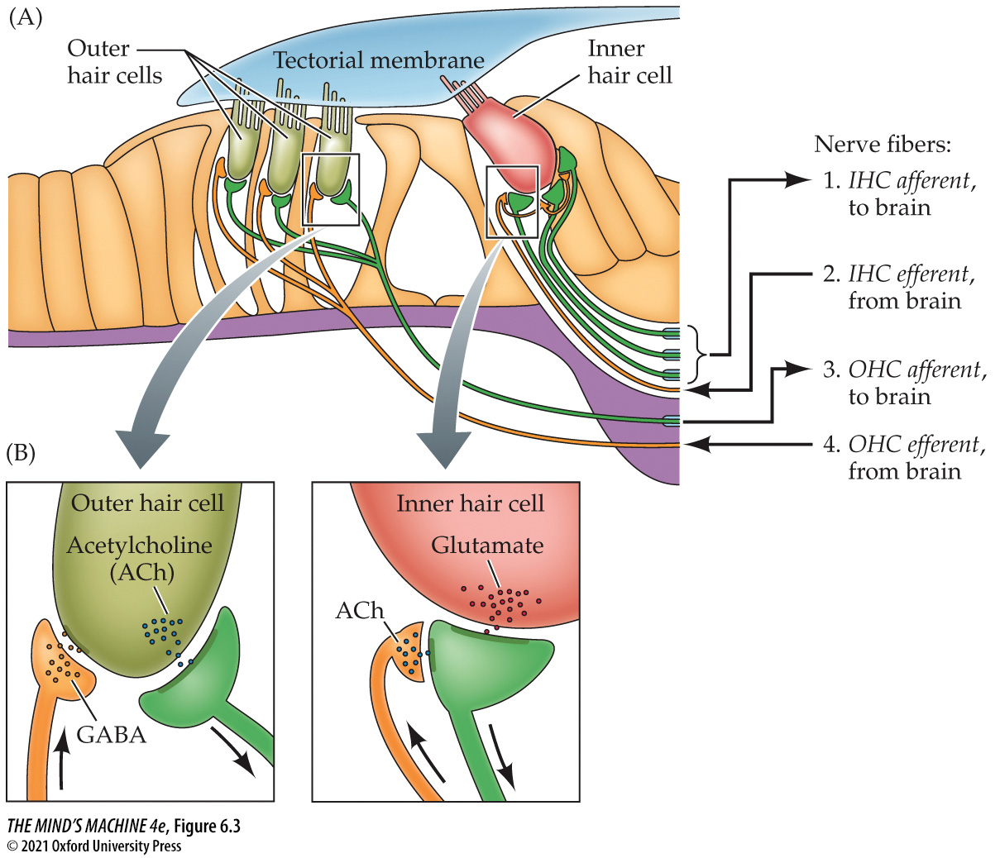 (A)
Outer
hair cells
Tectorial membrane
Inner
hair cell
Nerve fibers:
1. IHC afferent,
to brain
2. IHC efferent,
from brain
3. OHC afferent,
to brain
4. OHC efferent,
from brain
(B)
Outer hair cell
Acetylcholine
(ACh)
GABA
Inner hair cell
Glutamate
ACh
THE MIND'S MACHINE 4e, Figure 6.3
© 2021 Oxford University Press